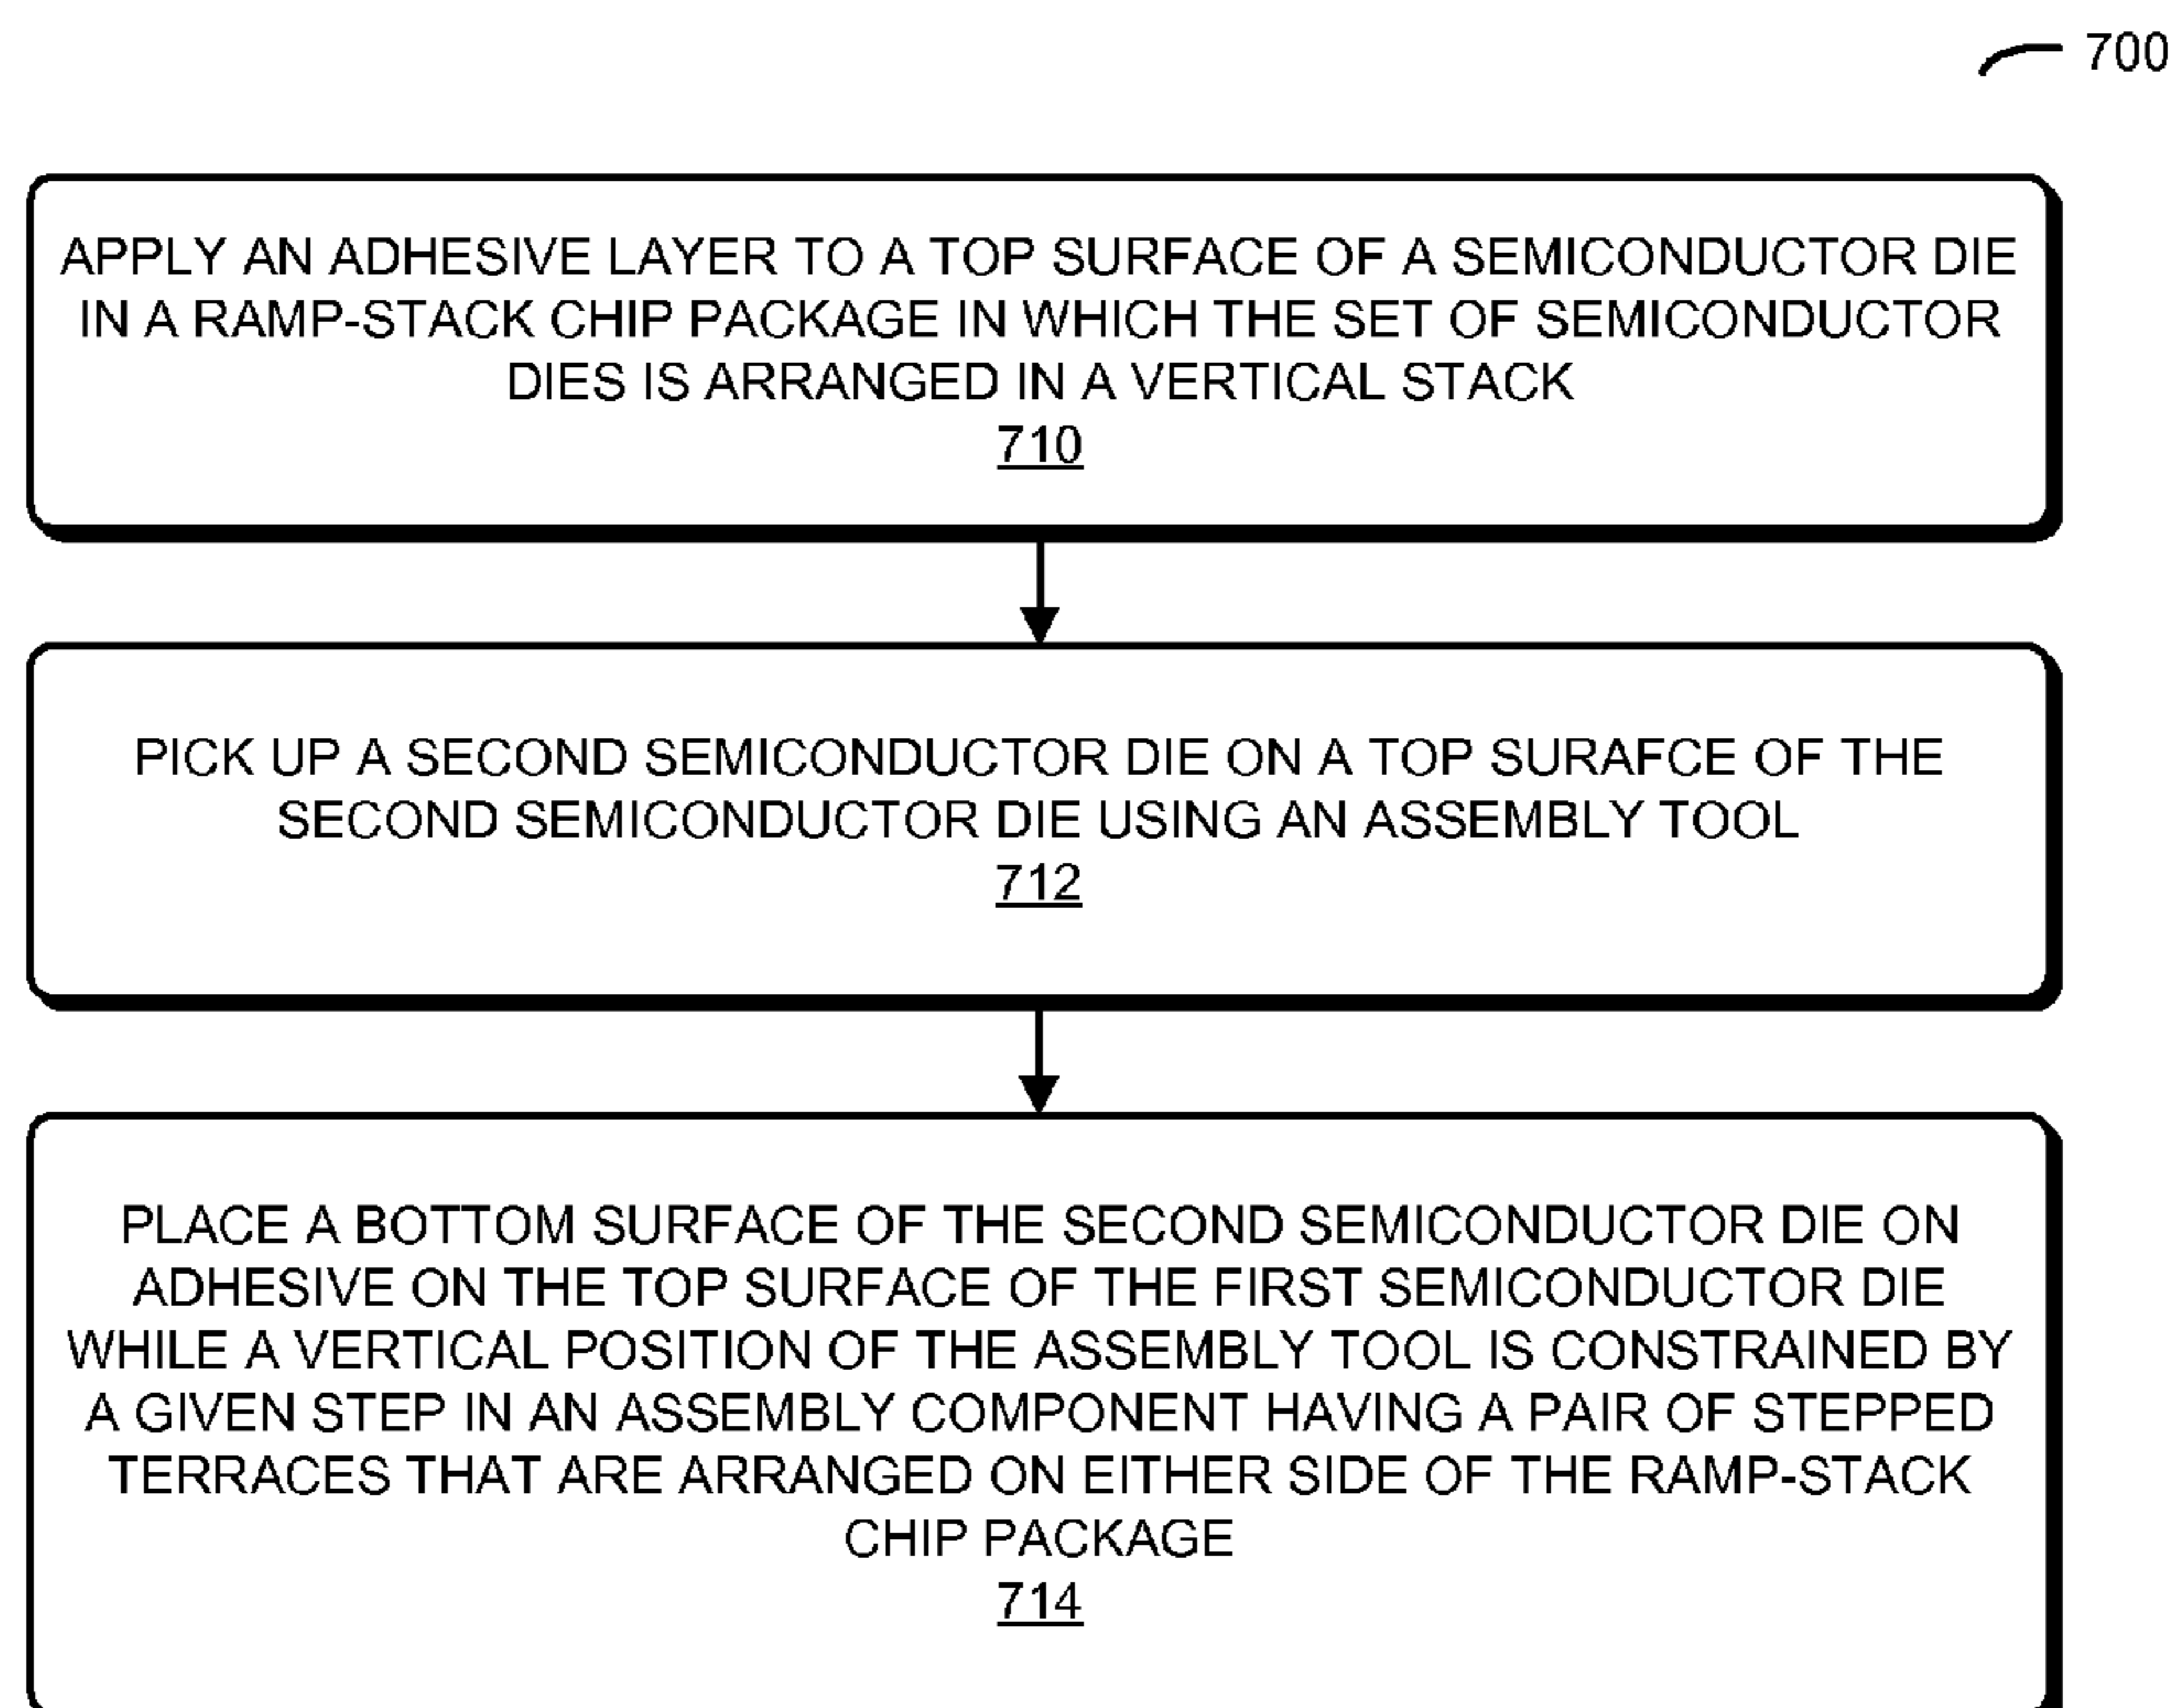 700
APPLY AN ADHESIVE LAYER TO A TOP SURFACE OF A SEMICONDUCTOR DIE
IN A RAMP-STACK CHIP PACKAGE IN WHICH THE SET OF SEMICONDUCTOR
DIES IS ARRANGED IN A VERTICAL STACK
710
PICK UP A SECOND SEMICONDUCTOR DIE ON A TOP SURAFCE OF THE
SECOND SEMICONDUCTOR DIE USING AN ASSEMBLY TOOL
712
PLACE A BOTTOM SURFACE OF THE SECOND SEMICONDUCTOR DIE ON
ADHESIVE ON THE TOP SURFACE OF THE FIRST SEMICONDUCTOR DIE
WHILE A VERTICAL POSITION OF THE ASSEMBLY TOOL IS CONSTRAINED BY
A GIVEN STEP IN AN ASSEMBLY COMPONENT HAVING A PAIR OF STEPPED
TERRACES THAT ARE ARRANGED ON EITHER SIDE OF THE RAMP-STACK
CHIP PACKAGE
714